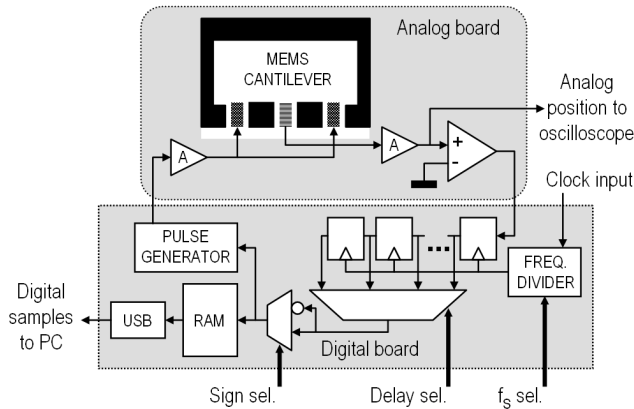 Analog board
MEMS
CANTILEVER
Analog
position to
oscilloscope
A
A
+
-
Clock input
PULSE
GENERATOR
...
FREQ.
DIVIDER
Digital
samples
to PC
USB
RAM
Digital board
Sign sel.
Delay sel.
fS sel.